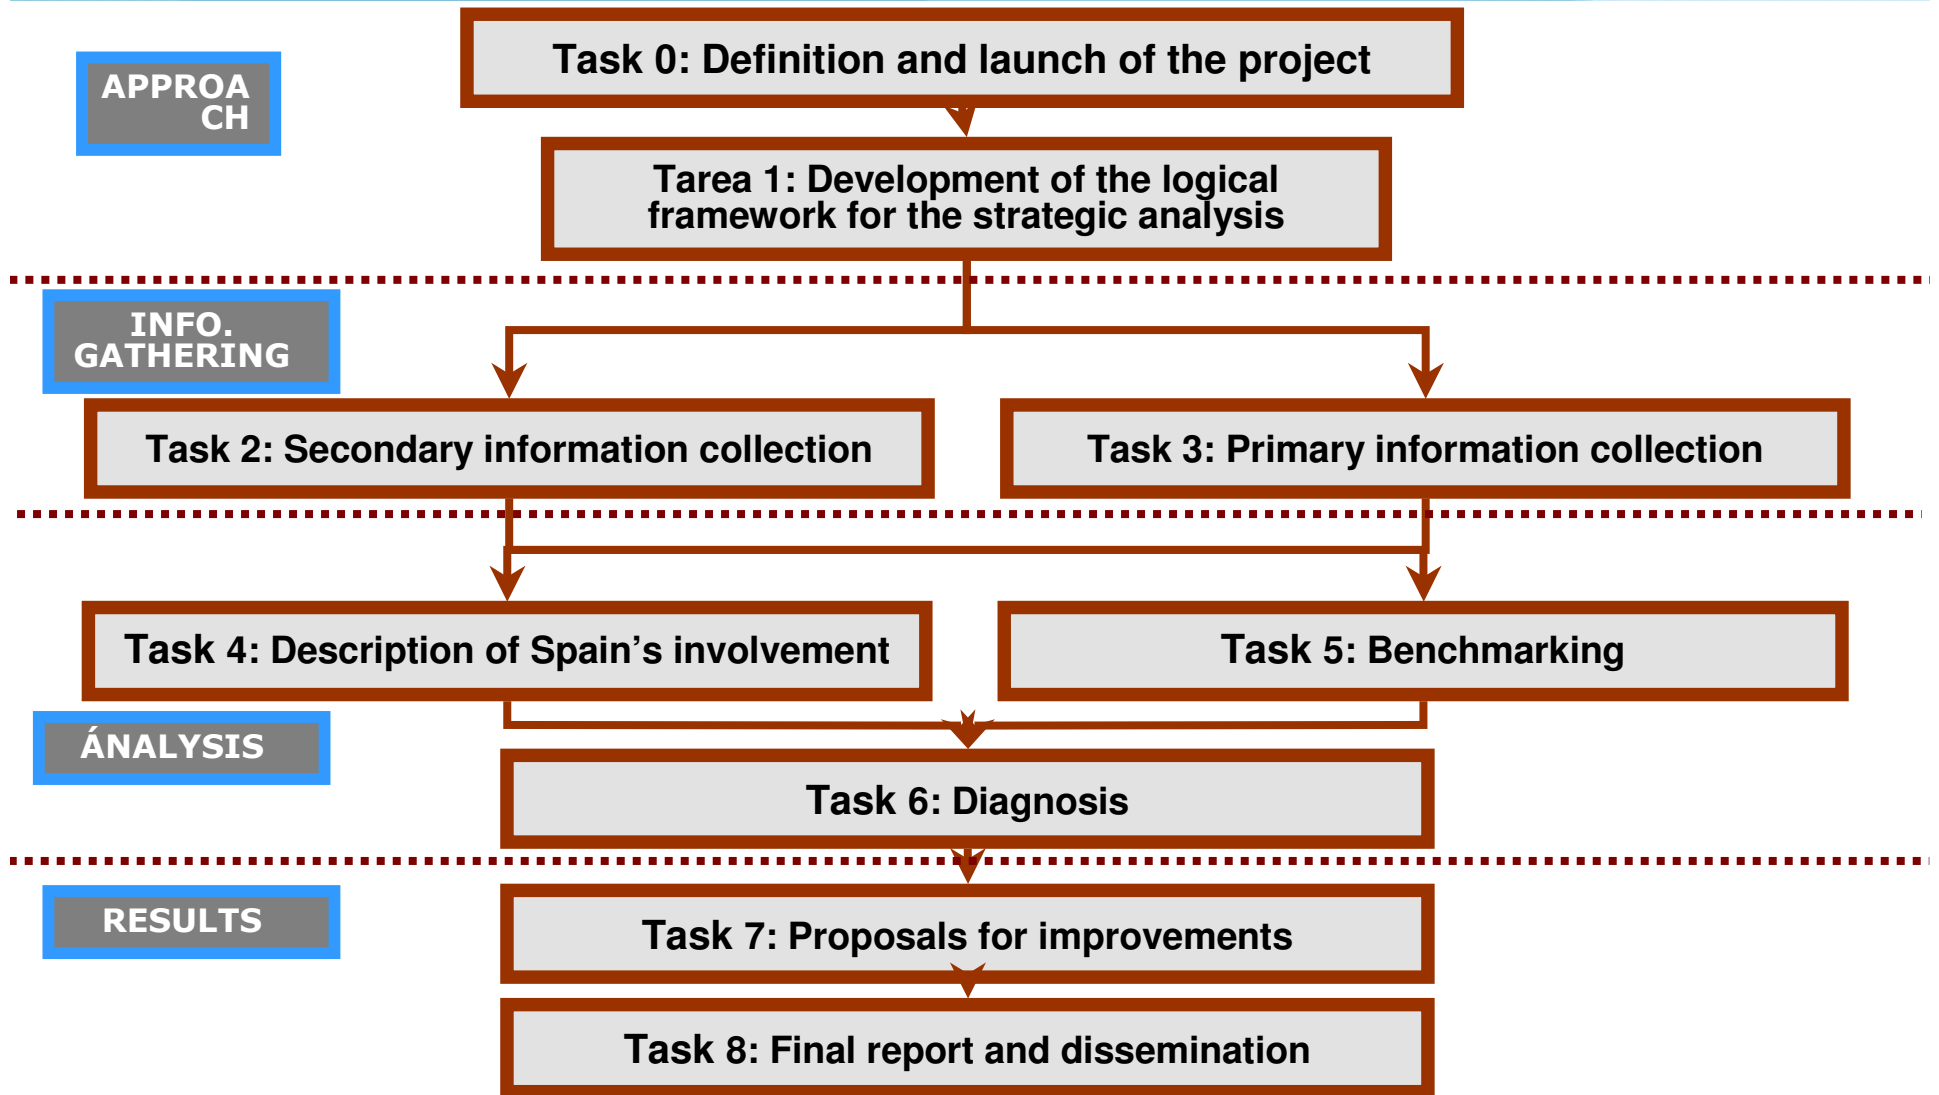 APPROA
CH
Task 0: Definition and launch of the project
Tarea 1: Development of the logical
framework for the strategic analysis
INFO.
GATHERING
Task 2: Secondary information collection
Task 3: Primary information collection
Task 4: Description of Spain’s involvement
Task 5: Benchmarking
ÁNALYSIS
Task 6: Diagnosis
RESULTS
Task 7: Proposals for improvements
Task 8: Final report and dissemination